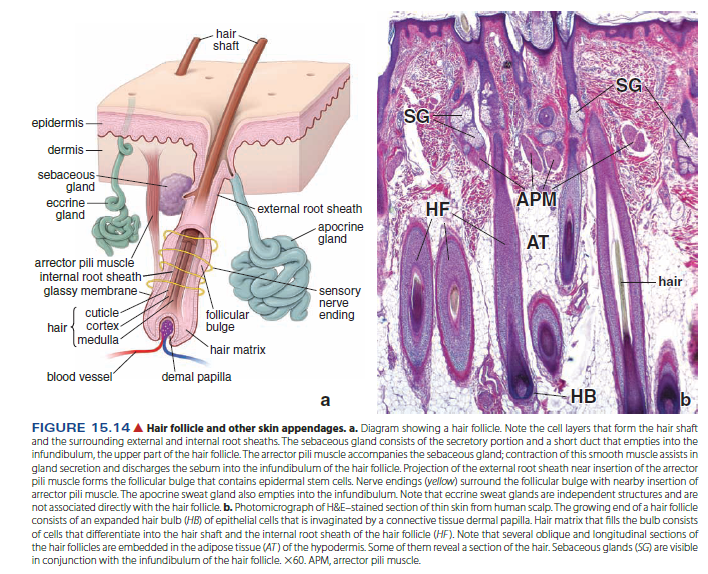 hair
shaft
epidermis
dermis
sebaceous
gland
eccrine
gland
external root sheath
apocrine
gland
arrector pili muscle
internal root sheath
glassy membrane
sensory
nerve
ending
hair
cuticle
cortex
medulla
follicular
bulge
hair matrix
blood vessel
demal papilla
a
SG
SG
APM
HF
AT
hair
HB
b
FIGURE 15.14 ▲ Hair follicle and other skin appendages. a. Diagram showing a hair follicle. Note the cell layers that form the hair shaft
and the surrounding external and internal root sheaths. The sebaceous gland consists of the secretory portion and a short duct that empties into the
infundibulum, the upper part of the hair follicle. The arrector pili muscle accompanies the sebaceous gland; contraction of this smooth muscle assists in
gland secretion and discharges the sebum into the infundibulum of the hair follicle. Projection of the external root sheath near insertion of the arrector
pili muscle forms the follicular bulge that contains epidermal stem cells. Nerve endings (yellow) surround the follicular bulge with nearby insertion of
arrector pili muscle. The apocrine sweat gland also empties into the infundibulum. Note that eccrine sweat glands are independent structures and are
not associated directly with the hair follicle. b. Photomicrograph of H&E–stained section of thin skin from human scalp. The growing end of a hair follicle
consists of an expanded hair bulb (HB) of epithelial cells that is invaginated by a connective tissue dermal papilla. Hair matrix that fills the bulb consists
of cells that differentiate into the hair shaft and the internal root sheath of the hair follicle (HF). Note that several oblique and longitudinal sections of
the hair follicles are embedded in the adipose tissue (AT) of the hypodermis. Some of them reveal a section of the hair. Sebaceous glands (SG) are visible
in conjunction with the infundibulum of the hair follicle. ×60. APM, arrector pili muscle.